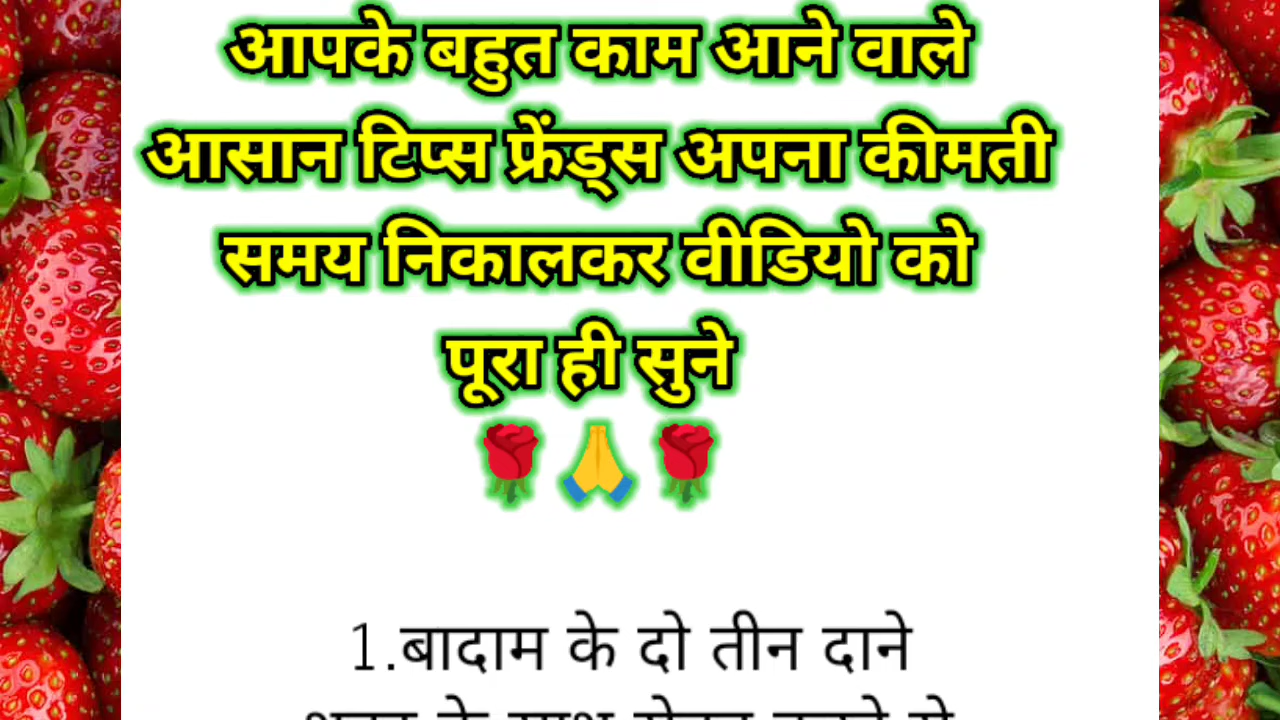 आपके बहुत काम आने वाले
आसान टिप्स फ्रेंड्स अपना कीमती
समय निकालकर वीडियो को
पूरा ही सुने
🌹🙏🌹
1.बादाम के दो तीन दाने